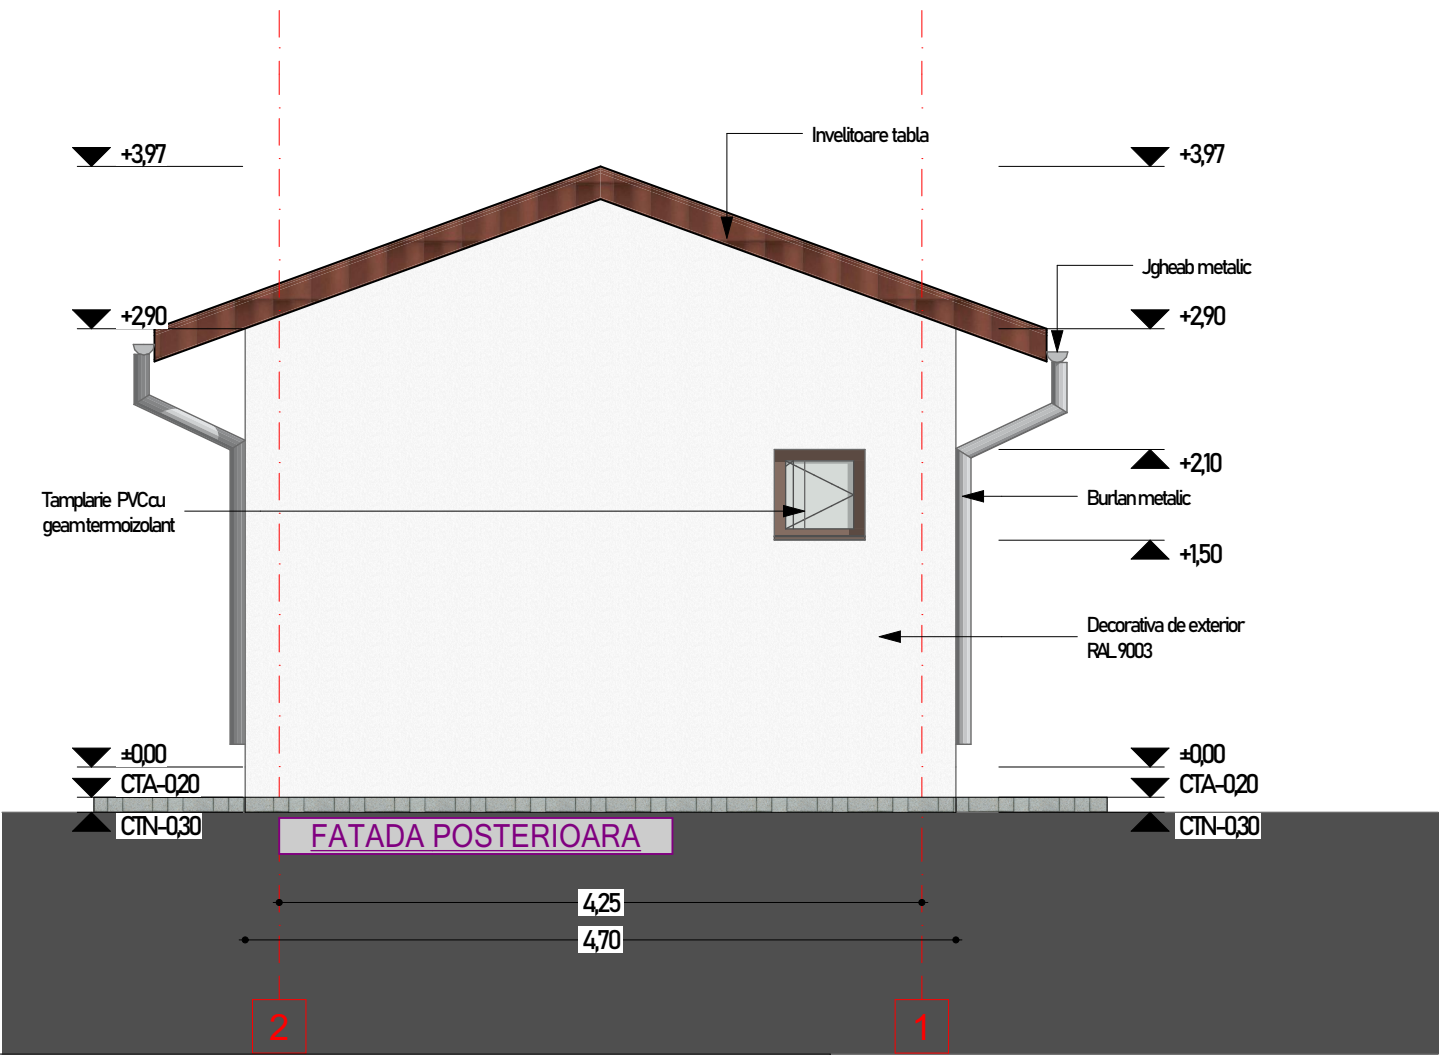 Invelitoare tabla
+3,97
+3,97
Jgheab metalic
+2,90
+2,90
+2,10
Tamplarie PVC cu
geam termoizolant
Burlan metalic
+1,50
Decorativa de exterior
RAL 9003
±0,00
±0,00
CTA-0,20
CTA-0,20
CTN-0,30
CTN-0,30
FATADA POSTERIOARA
4,25
4,70
2
1